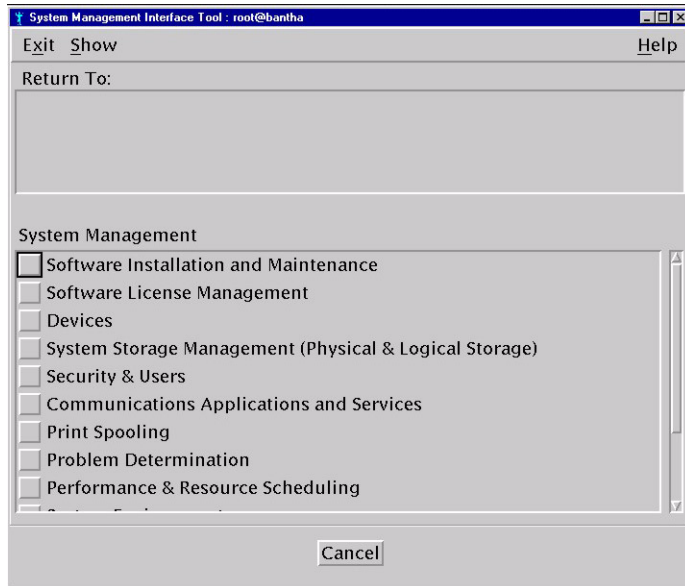 System Management Interface Tool : root@bantha
Exit Show Help
Return To:
System Management
Software Installation and Maintenance
Software License Management
Devices
System Storage Management (Physical & Logical Storage)
Security & Users
Communications Applications and Services
Print Spooling
Problem Determination
Performance & Resource Scheduling
Cancel